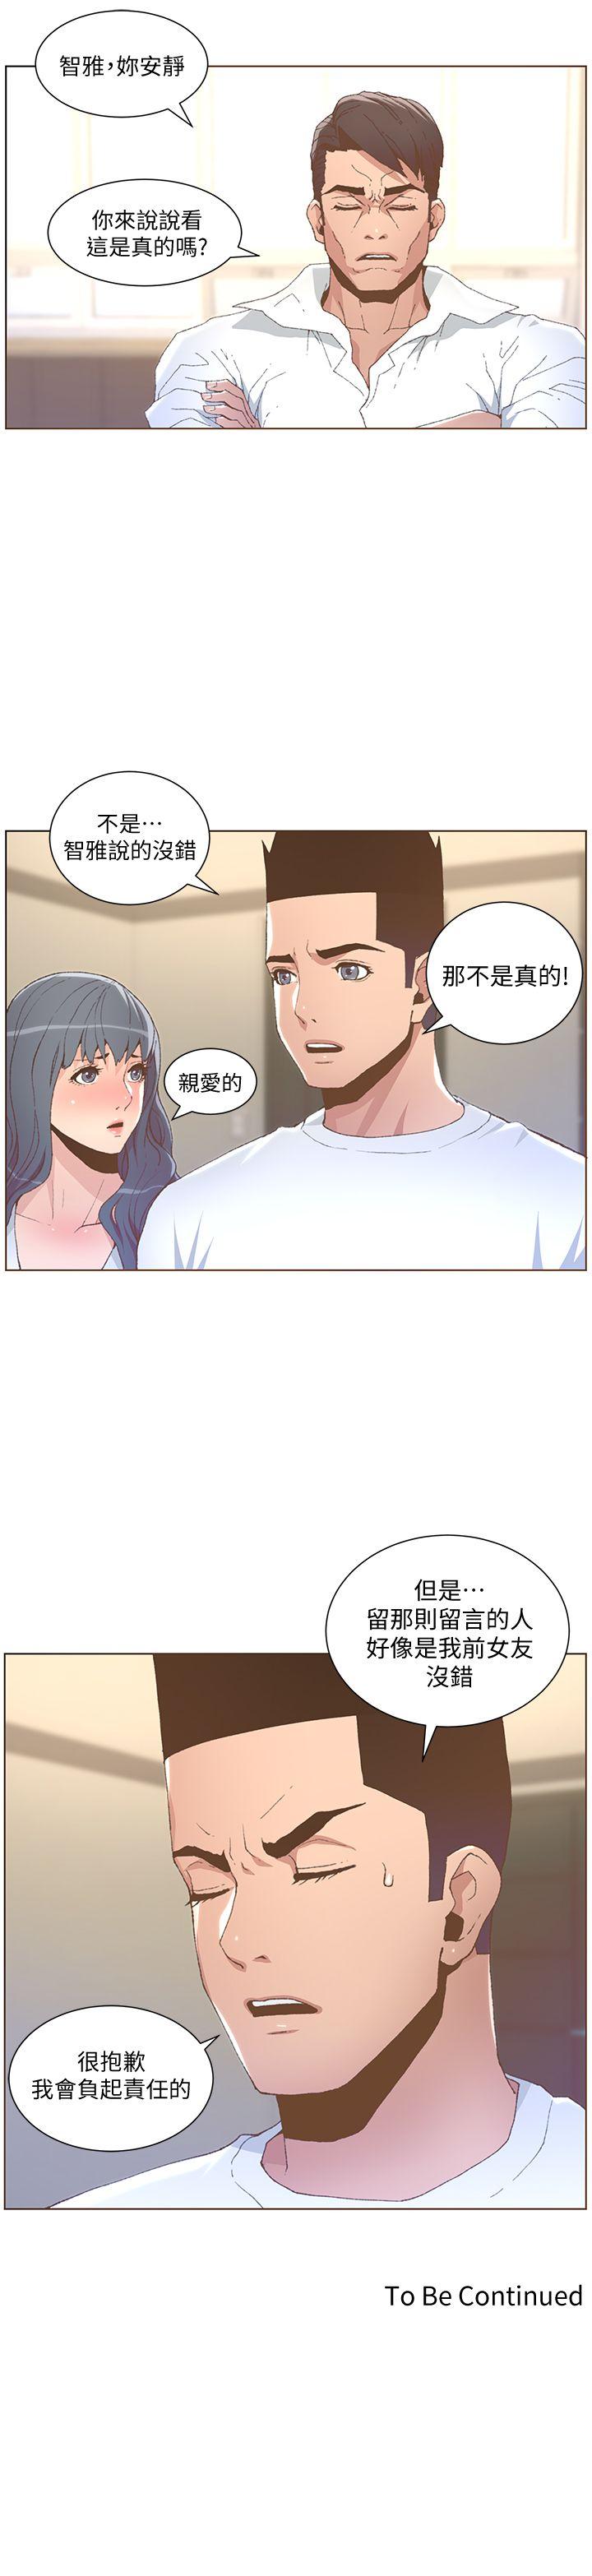 智雅，妳安靜
你來說說看
這是真的嗎?
不是…
智雅說的沒錯
那不是真的!
親愛的
但是…
留那則留言的人
好像是我前女友
沒錯
很抱歉
我會負起責任的
To Be Continued